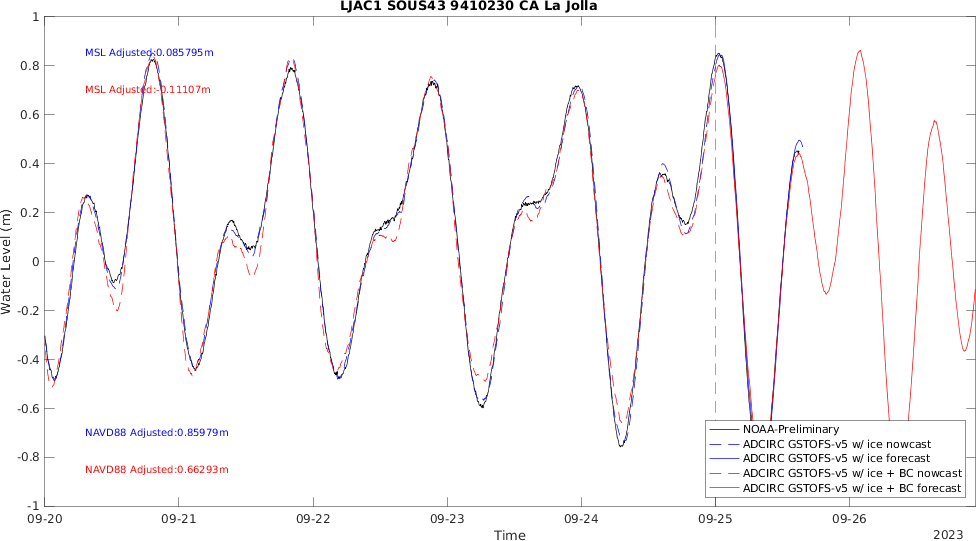 LJAC1 SOUS43 9410230 CA La Jolla
1
0.8
0.6
0.4
0.2
0
-0.2
-0.4
-0.6
-0.8
-1
Water Level (m)
MSL Adjusted:0.085795m
MSL Adjusted:-0.11107m
NAVD88 Adjusted:0.85979m
NAVD88 Adjusted:0.66293m
NOAA-Preliminary
ADCIRC GSTOFS-v5 w/ ice nowcast
ADCIRC GSTOFS-v5 w/ ice forecast
ADCIRC GSTOFS-v5 w/ ice + BC nowcast
ADCIRC GSTOFS-v5 w/ ice + BC forecast
09-20 09-21 09-22 09-23 09-24 09-25 09-26
Time
2023